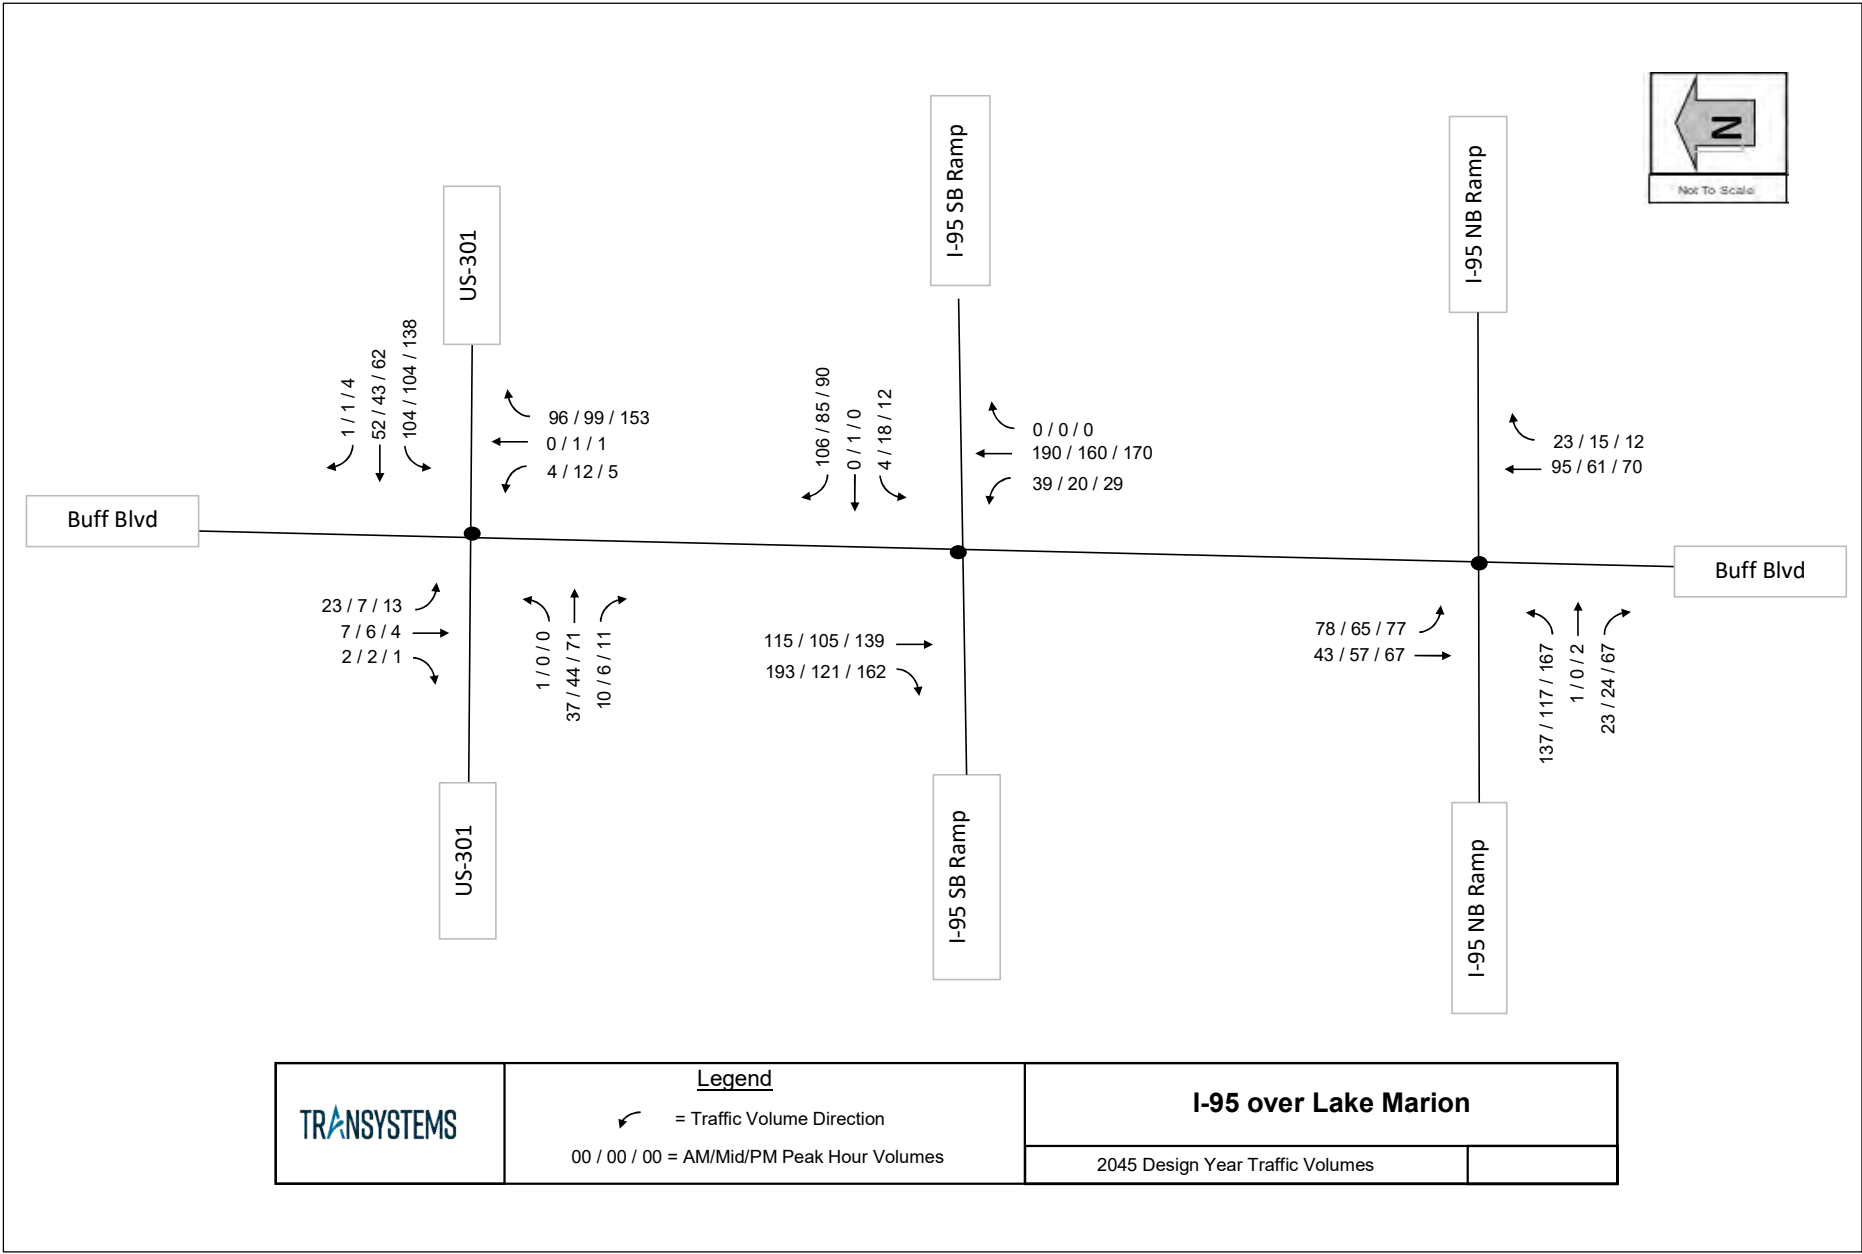 N
Not To Scale
US-301
I-95 SB Ramp
I-95 NB Ramp
1 / 1 / 4
52 / 43 / 62
104 / 104 / 138
96 / 99 / 153
0 / 1 / 1
4 / 12 / 5
106 / 85 / 90
0 / 1 / 0
4 / 18 / 12
0 / 0 / 0
190 / 160 / 170
39 / 20 / 29
23 / 15 / 12
95 / 61 / 70
Buff Blvd
Buff Blvd
23 / 7 / 13
7 / 6 / 4
2 / 2 / 1
1 / 0 / 0
37 / 44 / 71
10 / 6 / 11
115 / 105 / 139
193 / 121 / 162
78 / 65 / 77
43 / 57 / 67
137 / 117 / 167
1 / 0 / 2
23 / 24 / 67
US-301
I-95 SB Ramp
I-95 NB Ramp
TRANSYSTEMS
Legend
= Traffic Volume Direction
00 / 00 / 00 = AM/Mid/PM Peak Hour Volumes
I-95 over Lake Marion
2045 Design Year Traffic Volumes